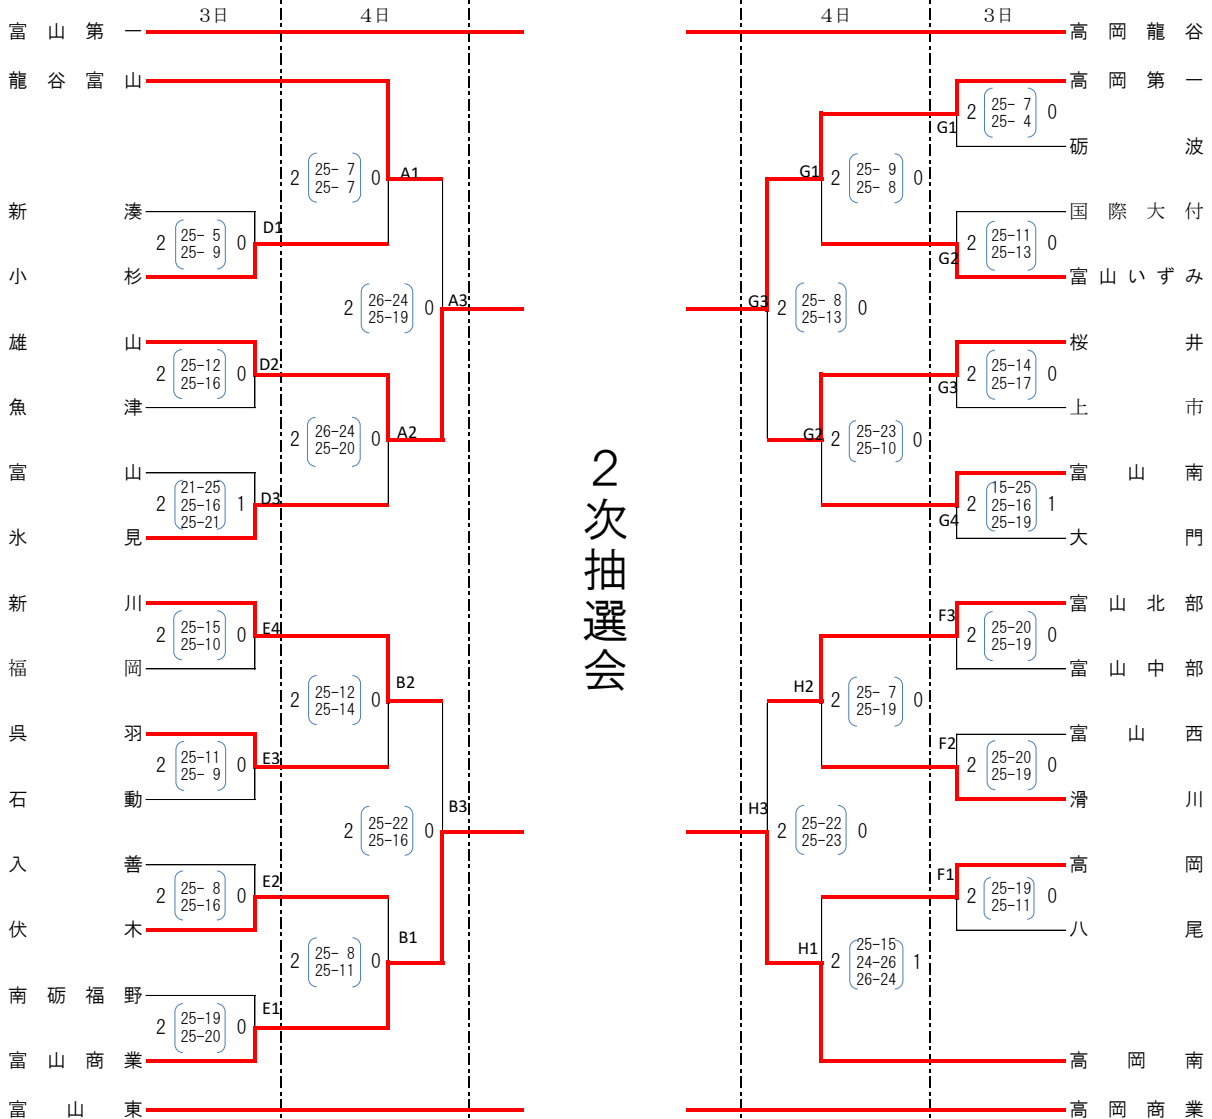 3日 4日 4日 3日
富山第一
龍谷富山
2 25- 7 25- 7 0 A1
新湊
2 25- 5 25- 9 0 D1
小杉
2 26-24 25-19 0 A3
雄山
2 25-12 25-16 0 D2
魚津
2 26-24 25-20 0 A2
富山
2 21-25 25-16 25-21 1 D3
氷見
新川
2 25-15 25-10 0 E4
福岡
2 25-12 25-14 0 B2
呉羽
2 25-11 25- 9 0 E3
石動
2 25-22 25-16 0 B3
入善
2 25- 8 25-16 0 E2
伏木
2 25- 8 25-11 0 B1
南砺福野
2 25-19 25-20 0 E1
富山商業
富山東
2次抽選会
高岡龍谷
高岡第一
G1 2 25- 7 25- 4 0
砺波
G1 2 25- 9 25- 8 0
国際大付
G2 2 25-11 25-13 0
富山いずみ
G3 2 25- 8 25-13 0
桜井
G3 2 25-14 25-17 0
上市
G2 2 25-23 25-10 0
富山南
G4 2 15-25 25-16 25-19 1
大門
富山北部
F3 2 25-20 25-19 0
富山中部
H2 2 25- 7 25-19 0
富山西
F2 2 25-20 25-19 0
滑川
H3 2 25-22 25-23 0
高岡
F1 2 25-19 25-11 0
八尾
H1 2 25-15 24-26 26-24 1
高岡南
高岡商業